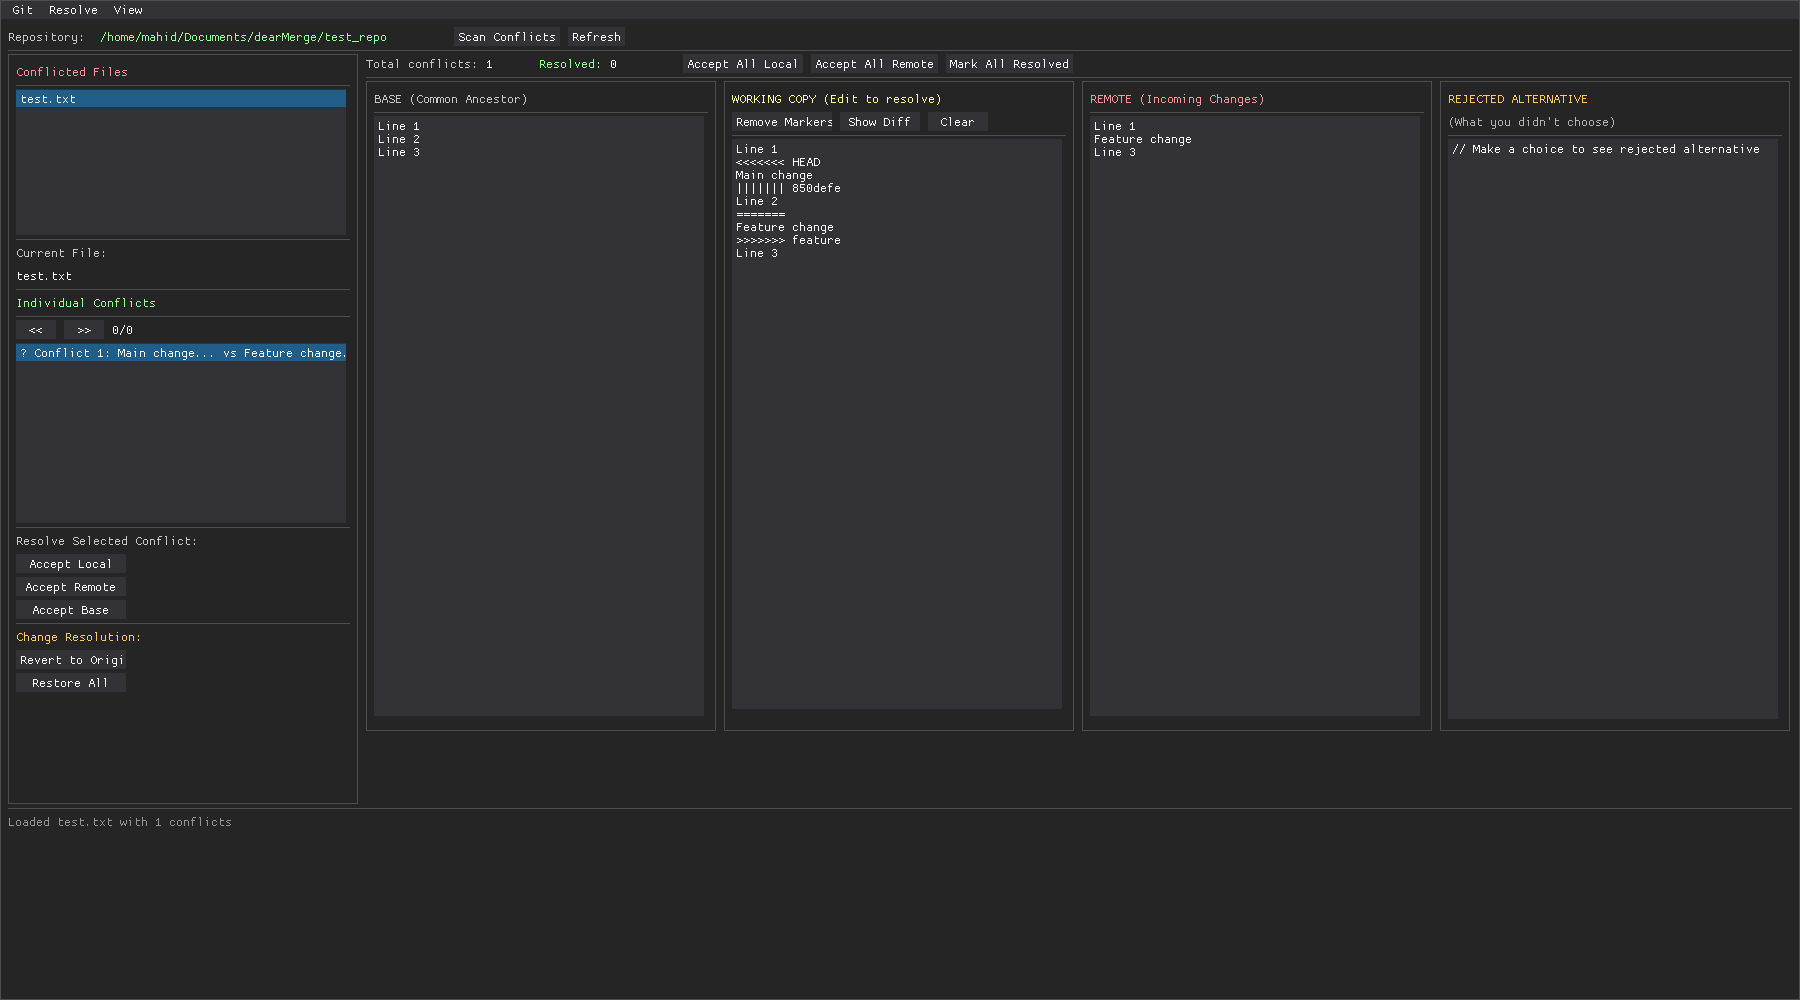 Git Resolve View
Repository: /home/mahid/Documents/dearMerge/test_repo Scan Conflicts Refresh
Conflicted Files
test.txt
Current File:
test.txt
Individual Conflicts
<< >> 0/0
? Conflict 1: Main change... vs Feature change.
Resolve Selected Conflict:
Accept Local
Accept Remote
Accept Base
Change Resolution:
Revert to Origi
Restore All
Total conflicts: 1 Resolved: 0 Accept All Local Accept All Remote Mark All Resolved
BASE (Common Ancestor)
Line 1
Line 2
Line 3
WORKING COPY (Edit to resolve)
Remove Markers Show Diff Clear
Line 1
<<<<<<< HEAD
Main change
||||||| 850defe
Line 2
=======
Feature change
>>>>>>> feature
Line 3
REMOTE (Incoming Changes)
Line 1
Feature change
Line 3
REJECTED ALTERNATIVE
(What you didn't choose)
// Make a choice to see rejected alternative
Loaded test.txt with 1 conflicts